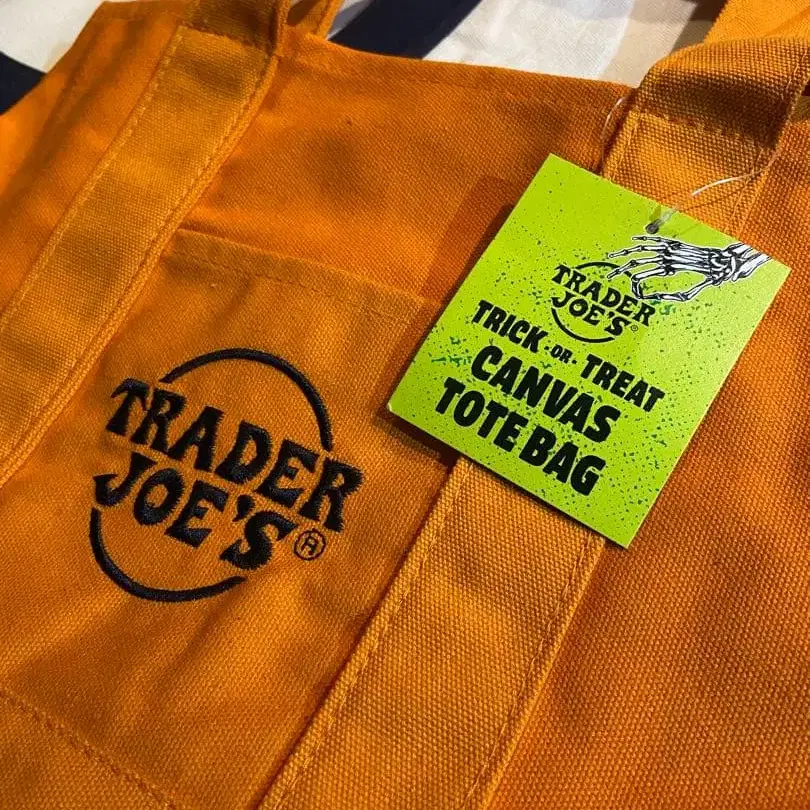 TRADER
JOE'S®
TRADER
JOE'S®
TRICK -OR- TREAT
CANVAS
TOTE BAG